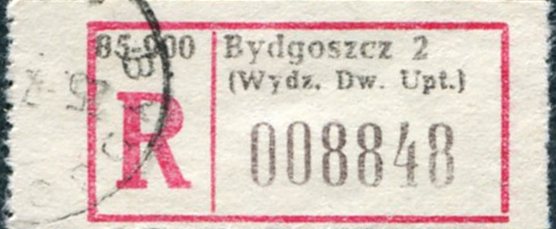 85-900
Bydgoszcz 2
(Wydz. Dw. Upt.)
R
008848